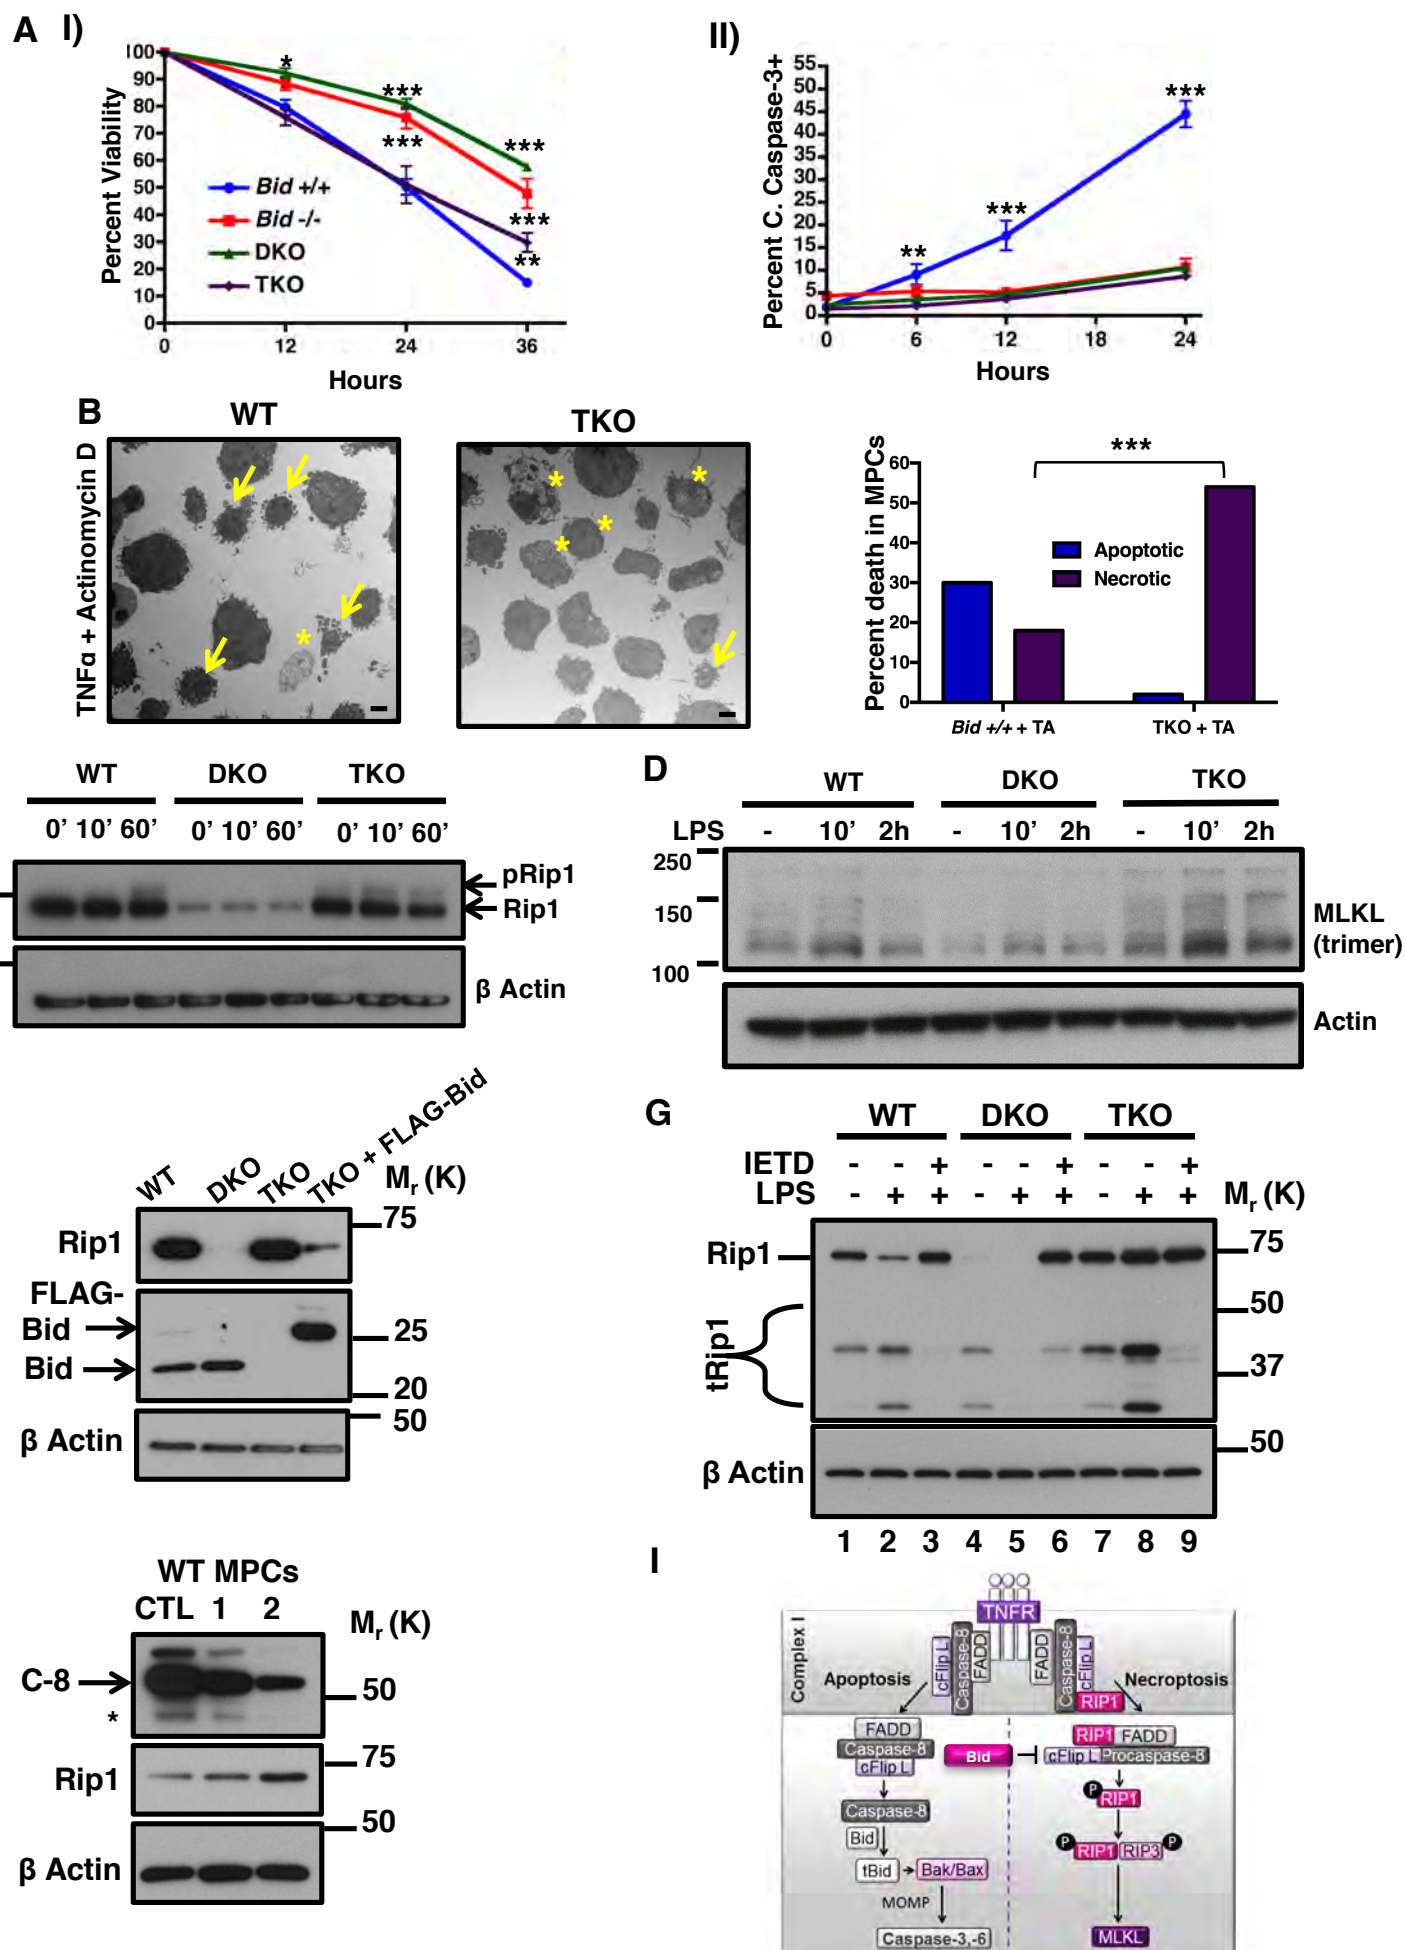 A I)
Percent Viability
100
90
80
70
60
50
40
30
20
10
0
0 12 24 36
Hours
* *** *** *** *** **
Bid +/+
Bid -/-
DKO
TKO
II)
Percent C. Caspase-3+
55
50
45
40
35
30
25
20
15
10
5
0
0 6 12 18 24
Hours
** *** ***
B
WT
TKO
TNFα + Actinomycin D
*
* * * *
Percent death in MPCs
60
50
40
30
20
10
0
***
Apoptotic
Necrotic
Bid +/+ + TA
TKO + TA
WT DKO TKO
0’ 10’ 60’ 0’ 10’ 60’ 0’ 10’ 60’
pRip1
Rip1
β Actin
D
WT DKO TKO
LPS - 10’ 2h - 10’ 2h - 10’ 2h
250
150
100
MLKL
(trimer)
Actin
WT DKO TKO TKO + FLAG-Bid
Mr (K)
Rip1
75
FLAG-
Bid
25
Bid
20
50
β Actin
G
WT DKO TKO
IETD - - + - - + - - +
LPS - + + - + + - + + Mr (K)
Rip1
75
50
tRip1
37
50
β Actin
1 2 3 4 5 6 7 8 9
WT MPCs
CTL 1 2
Mr (K)
C-8
50
*
Rip1
75
50
β Actin
I
Complex I
TNFR
cFlip L Caspase-8 FADD
FADD Caspase-8 cFlip L
RIP1
Apoptosis
Necroptosis
FADD
Caspase-8
cFlip L
Bid
RIP1 FADD
cFlip L Procaspase-8
Caspase-8
P
RIP1
Bid
tBid
Bak/Bax
P RIP1 RIP3 P
MOMP
Caspase-3,-6
MLKL